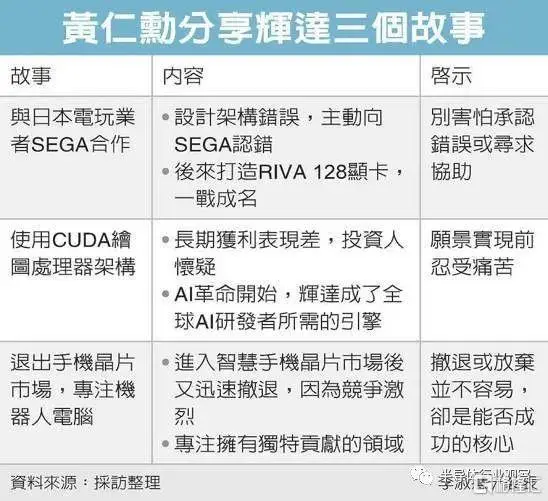 黃仁勳分享輝達三個故事
故事
內容
啓示
與日本電玩業
者SEGA合作
• 設計架構錯誤，主動向
SEGA認錯
• 後來打造RIVA 128顯卡，
一戰成名
別害怕承認
錯誤或尋求
協助
使用CUDA繪
圖處理器架構
• 長期獲利表現差，投資人
懷疑
• AI革命開始，輝達成了全
球AI研發者所需的引擎
願景實現前
忍受痛苦
退出手機晶片
市場，專注機
器人電腦
• 進入智慧手機晶片市場後
又迅速撤退，因為競爭激
烈
• 專注擁有獨特貢獻的領域
撤退或放棄
並不容易，
卻是能否成
功的核心
資料來源：採訪整理
半导体行业观察
李淑